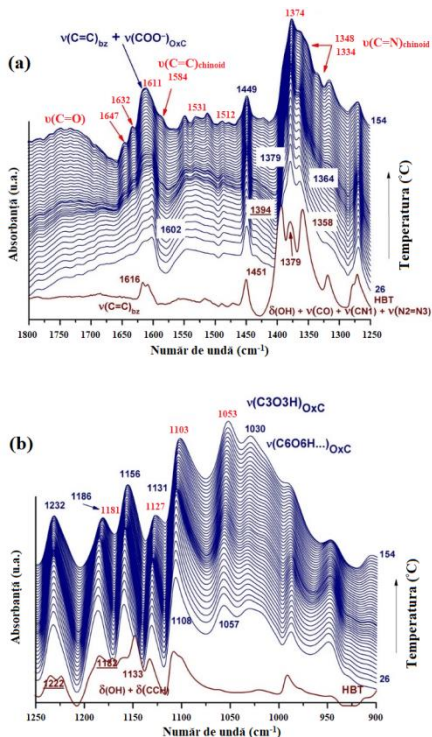 ν(C=C)bz + ν(COO⁻)OxC
1374
1611
υ(C=C)chinoid
1584
1348
1334
υ(C=N)chinoid
(a)
1632
1647
υ(C=O)
1531
1512
1449
154
1379
1364
1394
1602
1358
1616
1451
1379
26
HBT
ν(C=C)bz
δ(OH) + ν(CO) + ν(CN1) + ν(N2=N3)
Absorbanță (u.a.)
Temperatura (°C)
1800 1750 1700 1650 1600 1550 1500 1450 1400 1350 1300 1250
Număr de undă (cm⁻¹)
(b)
ν(C3O3H)OxC
1053
1030
1103
ν(C6O6H...)OxC
1156
1186
1131
1232
1181
1127
154
1108
1057
1182
1222
1133
δ(OH) + δ(CCH)
26
HBT
Absorbanță (u.a.)
Temperatura (°C)
1250 1200 1150 1100 1050 1000 950 900
Număr de undă (cm⁻¹)